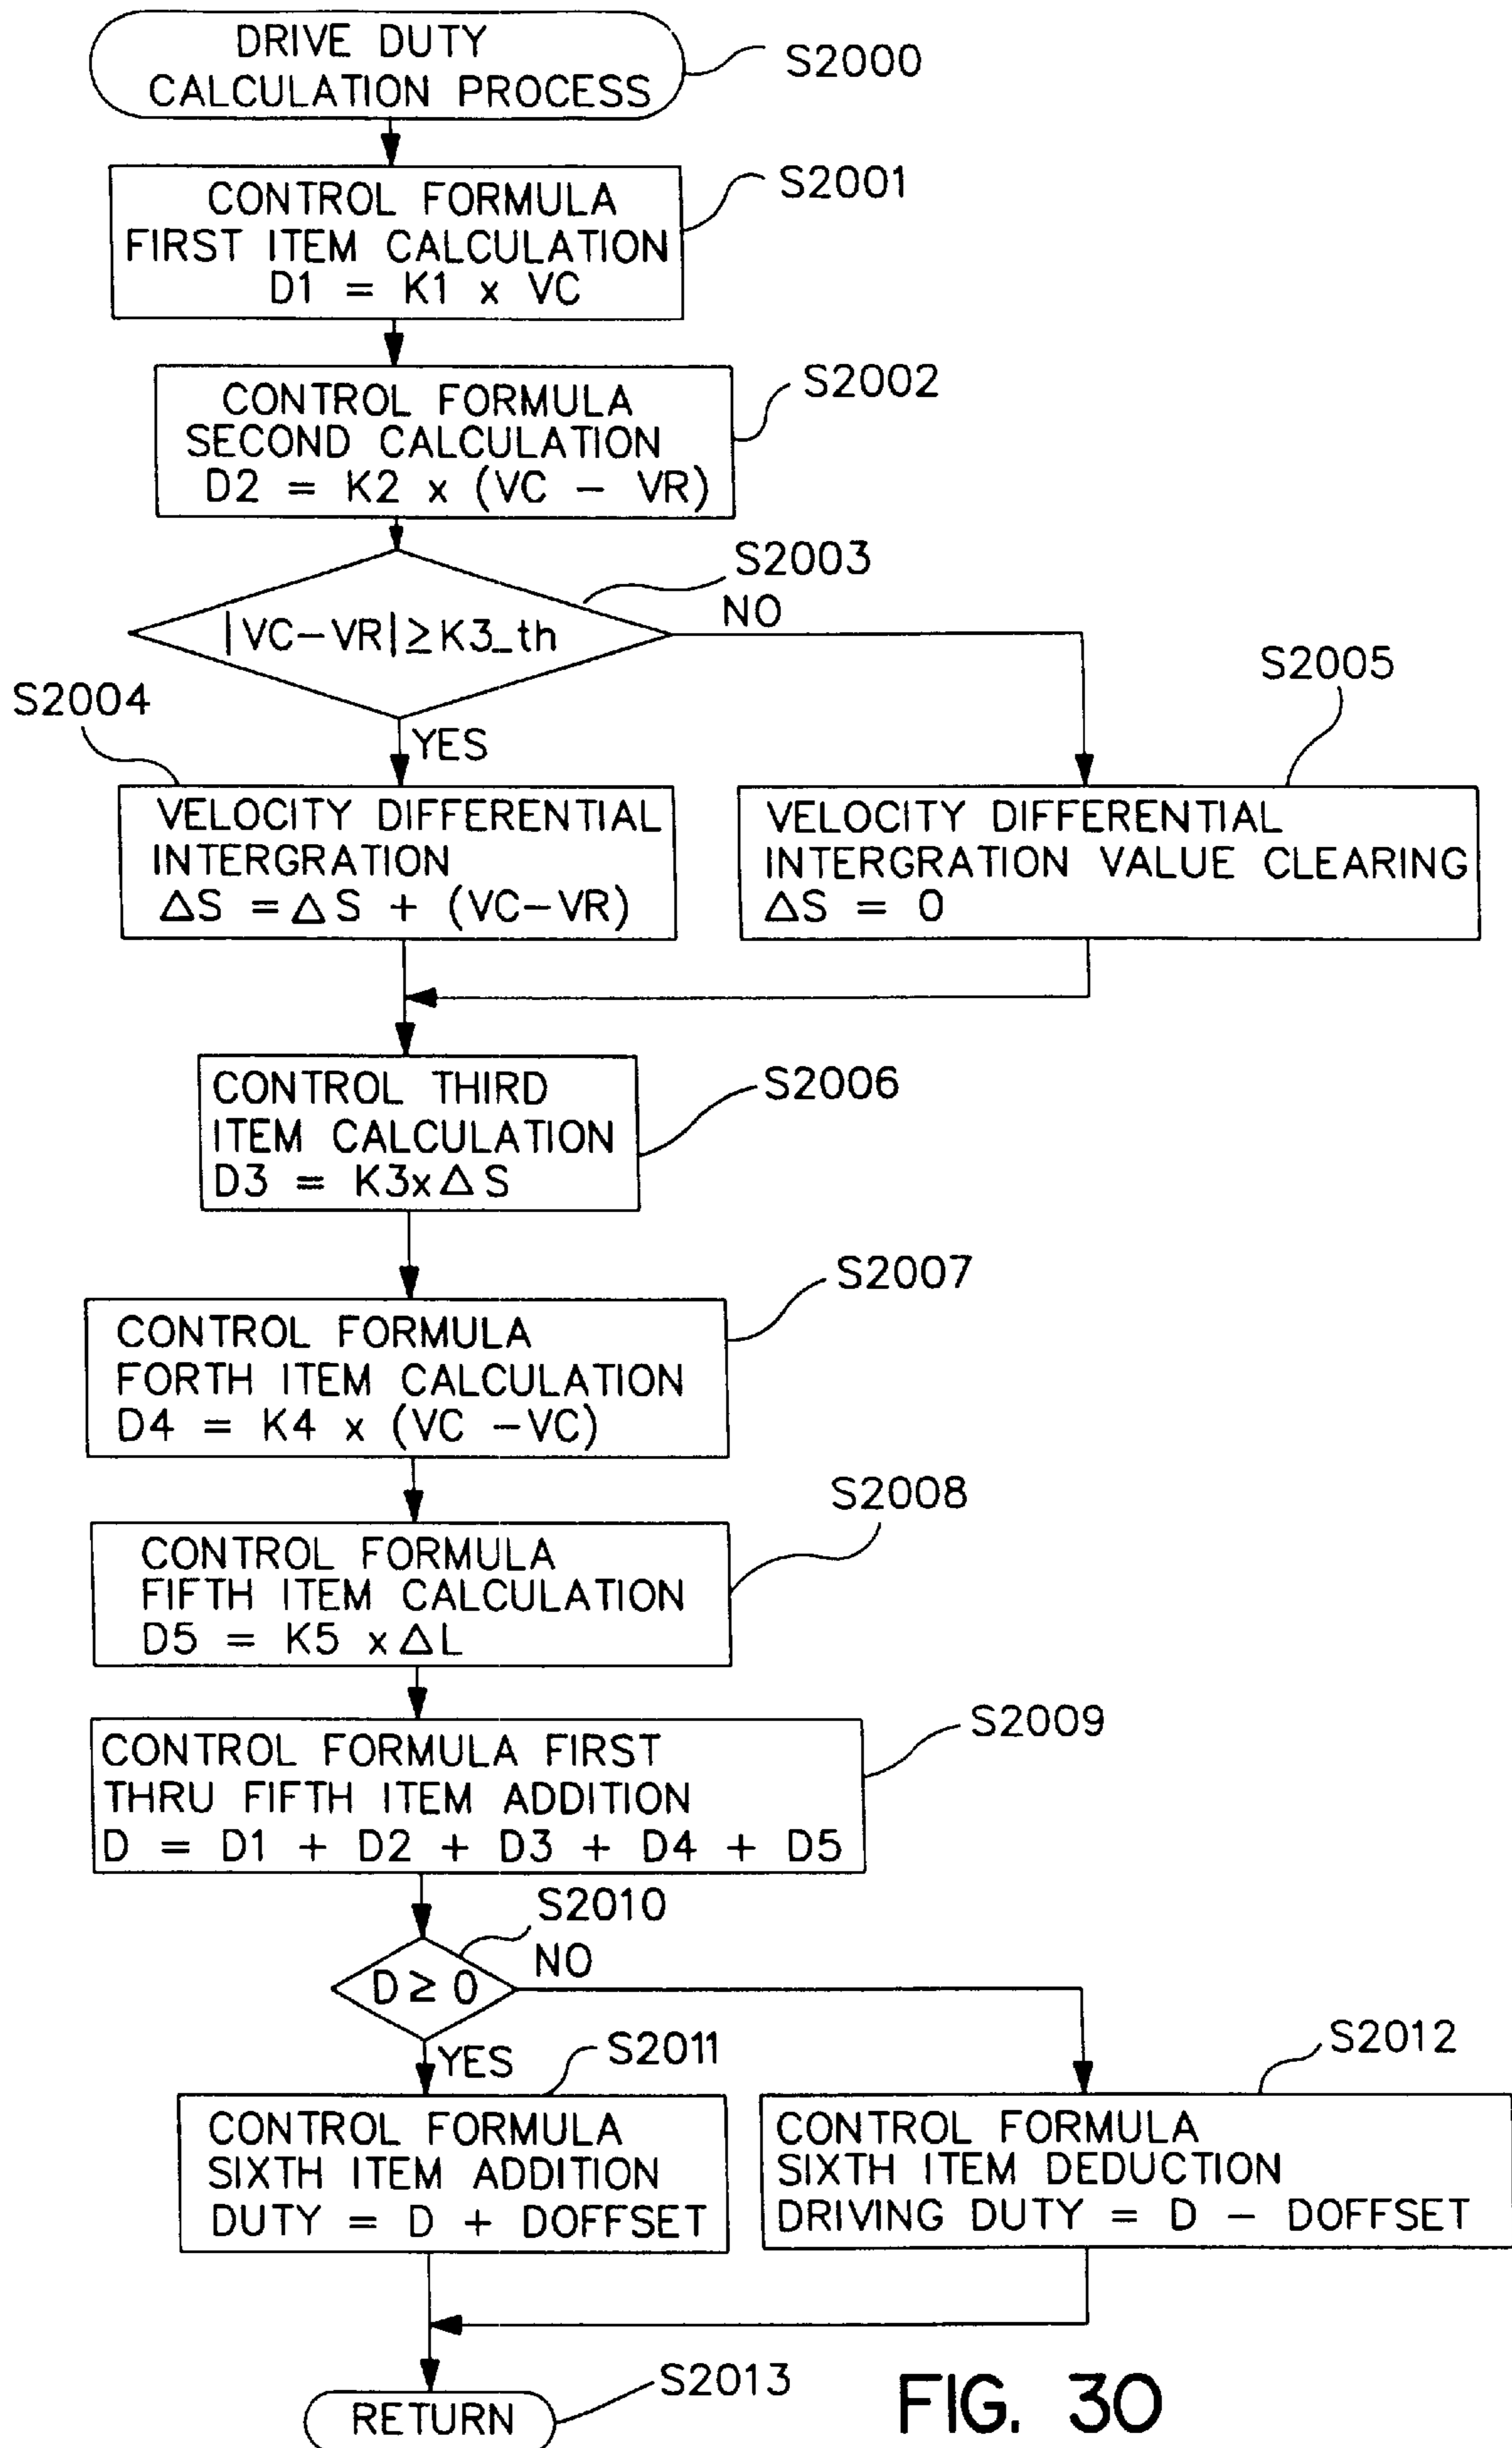 DRIVE DUTY
CALCULATION PROCESS
S2000
CONTROL FORMULA
FIRST ITEM CALCULATION
D1 = K1 x VC
S2001
CONTROL FORMULA
SECOND CALCULATION
D2 = K2 x (VC - VR)
S2002
|VC-VR|≥K3_th
S2003
NO
YES
S2004
VELOCITY DIFFERENTIAL
INTERGRATION
ΔS =ΔS + (VC-VR)
S2005
VELOCITY DIFFERENTIAL
INTERGRATION VALUE CLEARING
ΔS = 0
CONTROL THIRD
ITEM CALCULATION
D3 = K3xΔS
S2006
CONTROL FORMULA
FORTH ITEM CALCULATION
D4 = K4 x (VC -VC)
S2007
CONTROL FORMULA
FIFTH ITEM CALCULATION
D5 = K5 xΔL
S2008
CONTROL FORMULA FIRST
THRU FIFTH ITEM ADDITION
D = D1 + D2 + D3 + D4 + D5
S2009
D≥0
S2010
NO
YES
S2011
CONTROL FORMULA
SIXTH ITEM ADDITION
DUTY = D + DOFFSET
S2012
CONTROL FORMULA
SIXTH ITEM DEDUCTION
DRIVING DUTY = D - DOFFSET
RETURN
S2013
FIG. 30